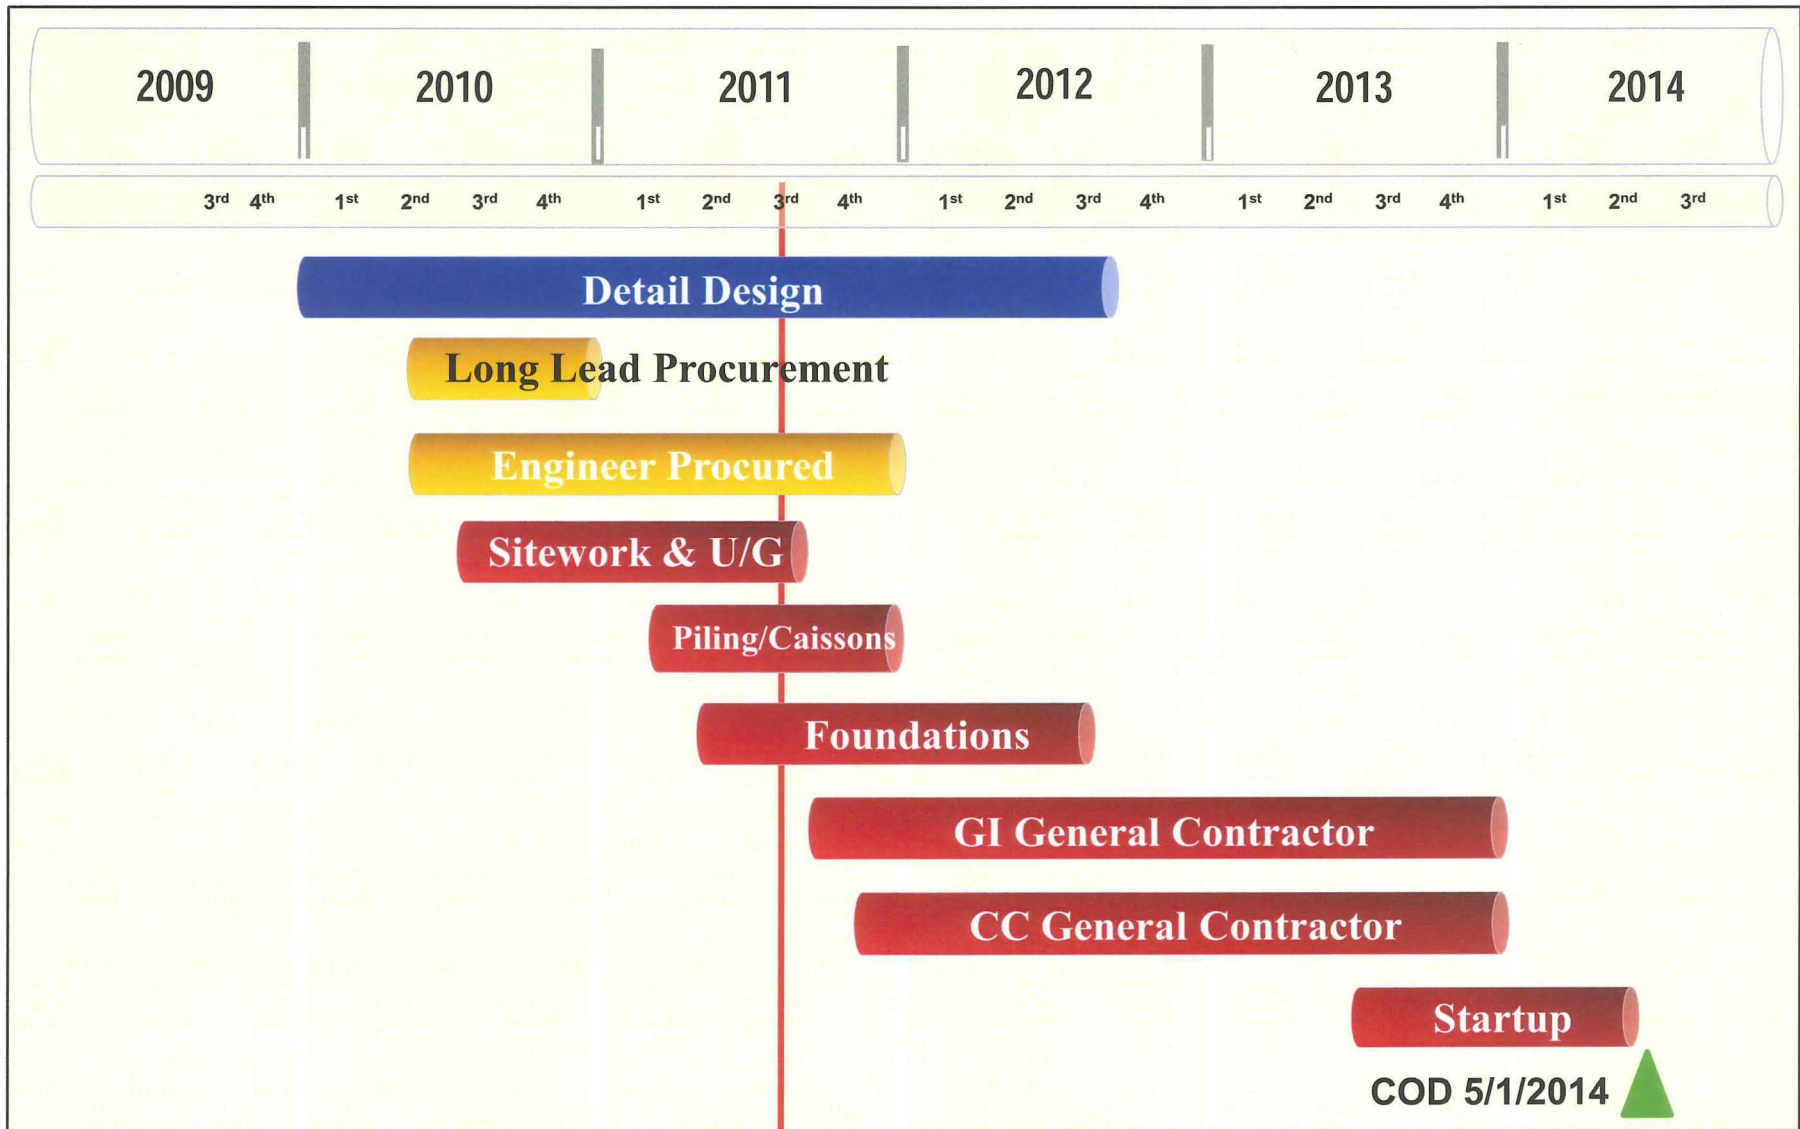 2009 2010 2011 2012 2013 2014
3rd 4th 1st 2nd 3rd 4th 1st 2nd 3rd 4th 1st 2nd 3rd 4th 1st 2nd 3rd 4th 1st 2nd 3rd
Detail Design
Long Lead Procurement
Engineer Procured
Sitework & U/G
Piling/Caissons
Foundations
GI General Contractor
CC General Contractor
Startup
COD 5/1/2014